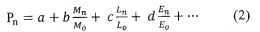 Pₙ = a + b Mₙ/Mₒ + c Lₙ/Lₒ + d Eₙ/Eₒ + ⋯ (2)